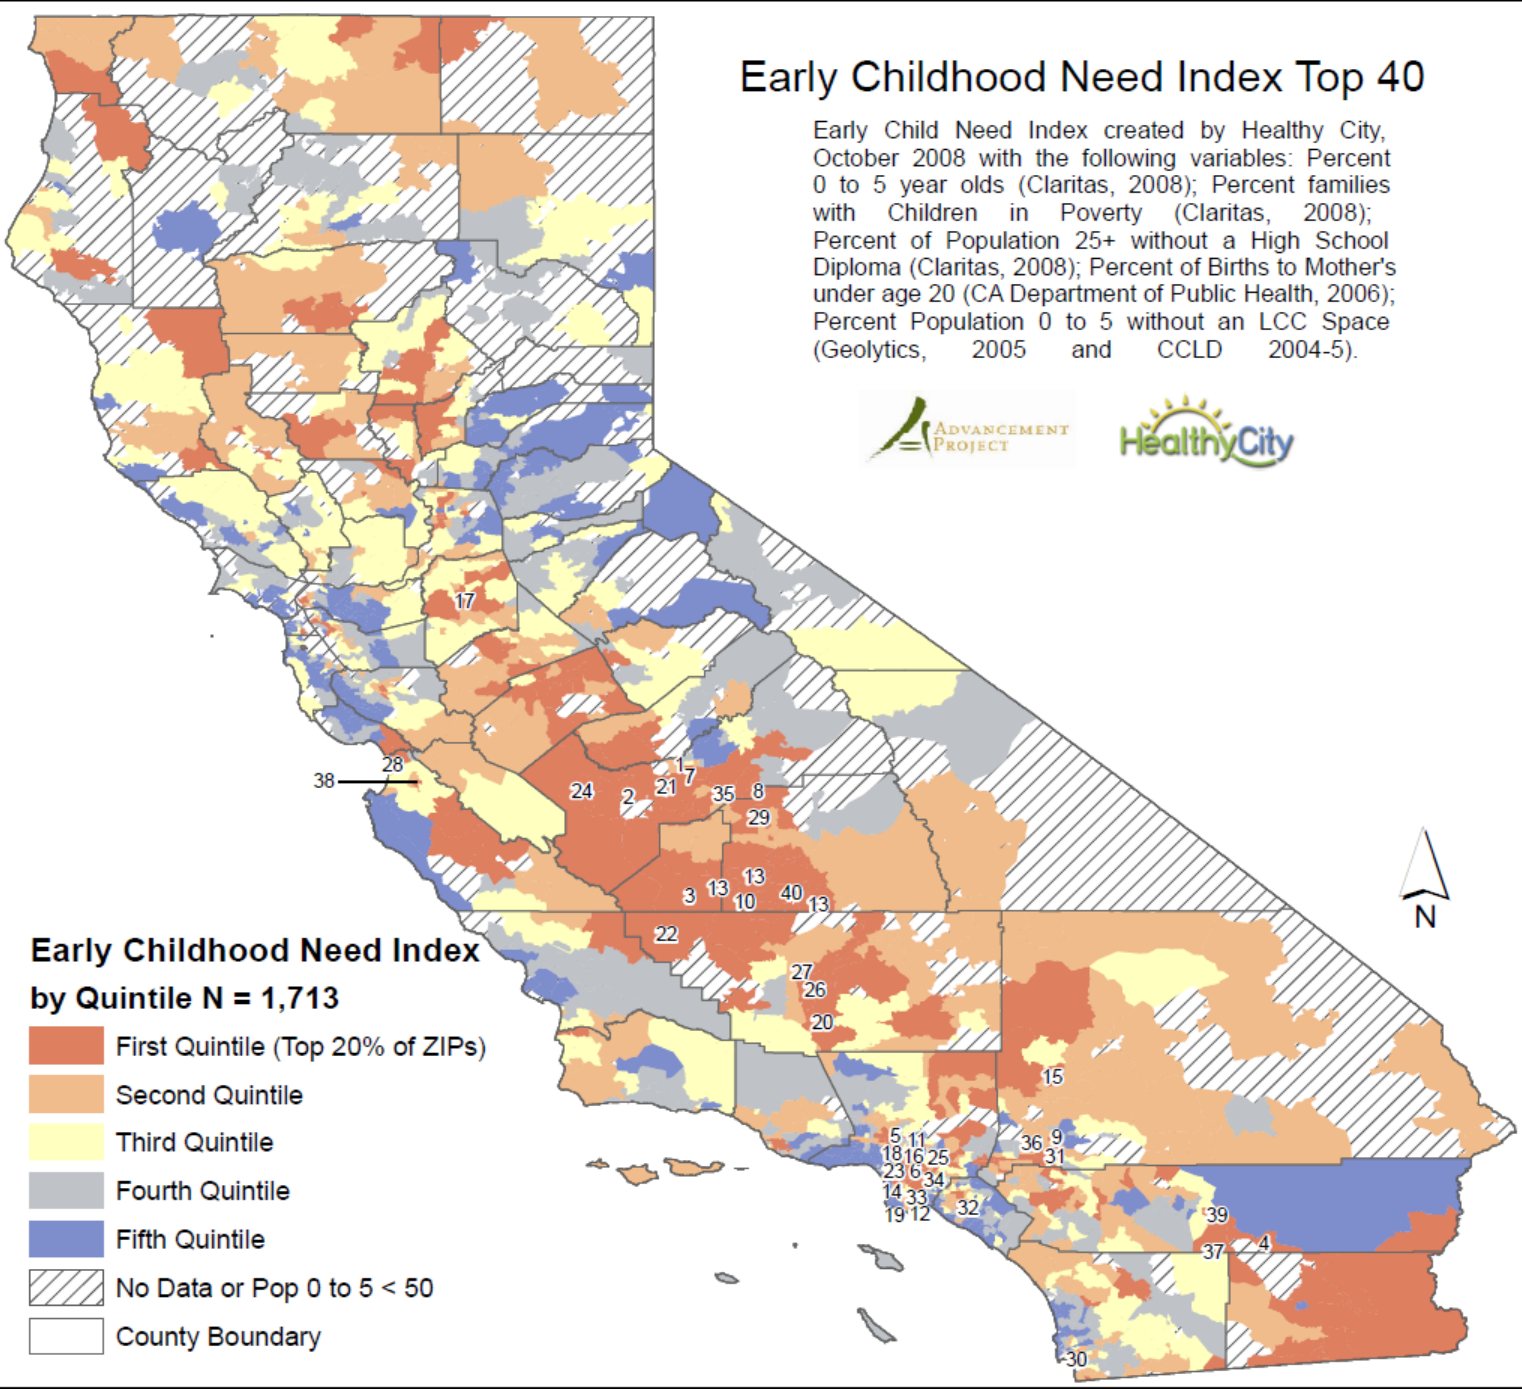 Early Childhood Need Index Top 40
Early Child Need Index created by Healthy City,
October 2008 with the following variables: Percent
0 to 5 year olds (Claritas, 2008); Percent families
with Children in Poverty (Claritas, 2008);
Percent of Population 25+ without a High School
Diploma (Claritas, 2008); Percent of Births to Mother's
under age 20 (CA Department of Public Health, 2006);
Percent Population 0 to 5 without an LCC Space
(Geolytics, 2005 and CCLD 2004-5).
ADVANCEMENT
PROJECT
HealthyCity
17
28
38
1
7
24
2
21
35
8
29
3
13
13
10
40
13
22
27
26
20
15
5
11
36
9
18
16
25
31
23
6
34
14
33
19
12
32
39
37
4
30
N
Early Childhood Need Index
by Quintile N = 1,713
First Quintile (Top 20% of ZIPs)
Second Quintile
Third Quintile
Fourth Quintile
Fifth Quintile
No Data or Pop 0 to 5 < 50
County Boundary